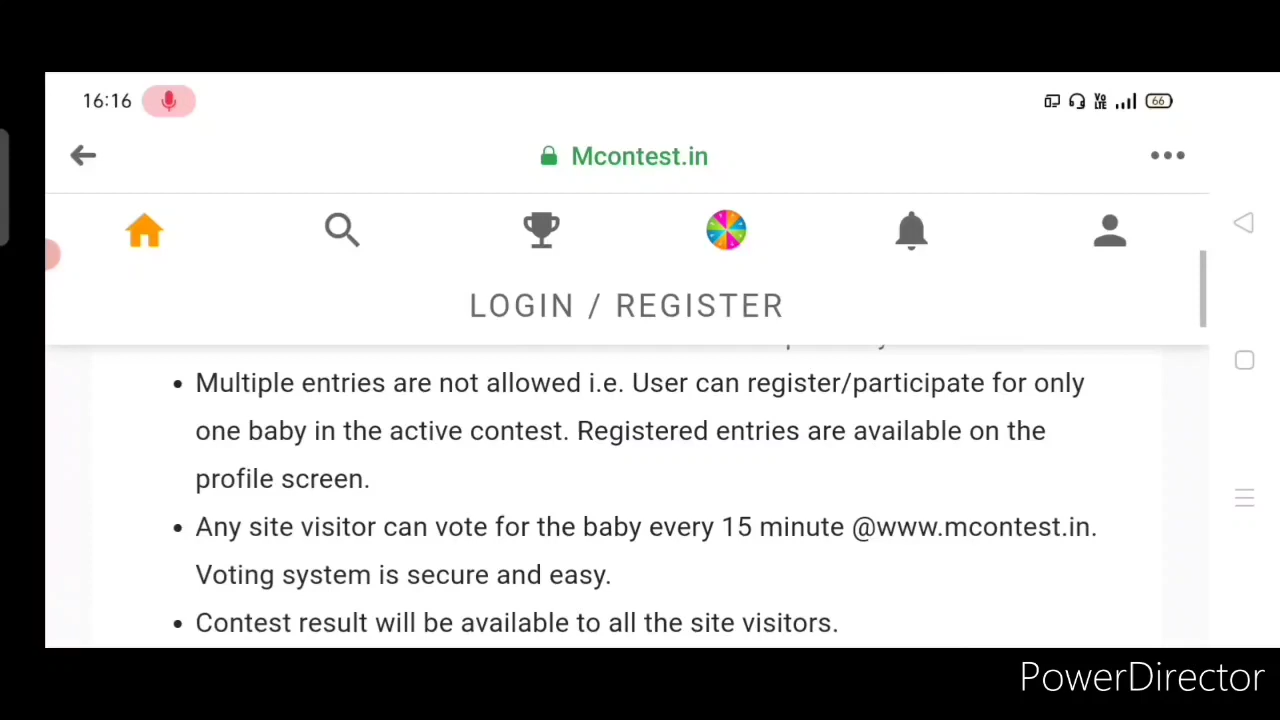 16:16
Vo
LTE
66
Mcontest.in
LOGIN / REGISTER
• Multiple entries are not allowed i.e. User can register/participate for only
one baby in the active contest. Registered entries are available on the
profile screen.
• Any site visitor can vote for the baby every 15 minute @www.mcontest.in.
Voting system is secure and easy.
• Contest result will be available to all the site visitors.
PowerDirector